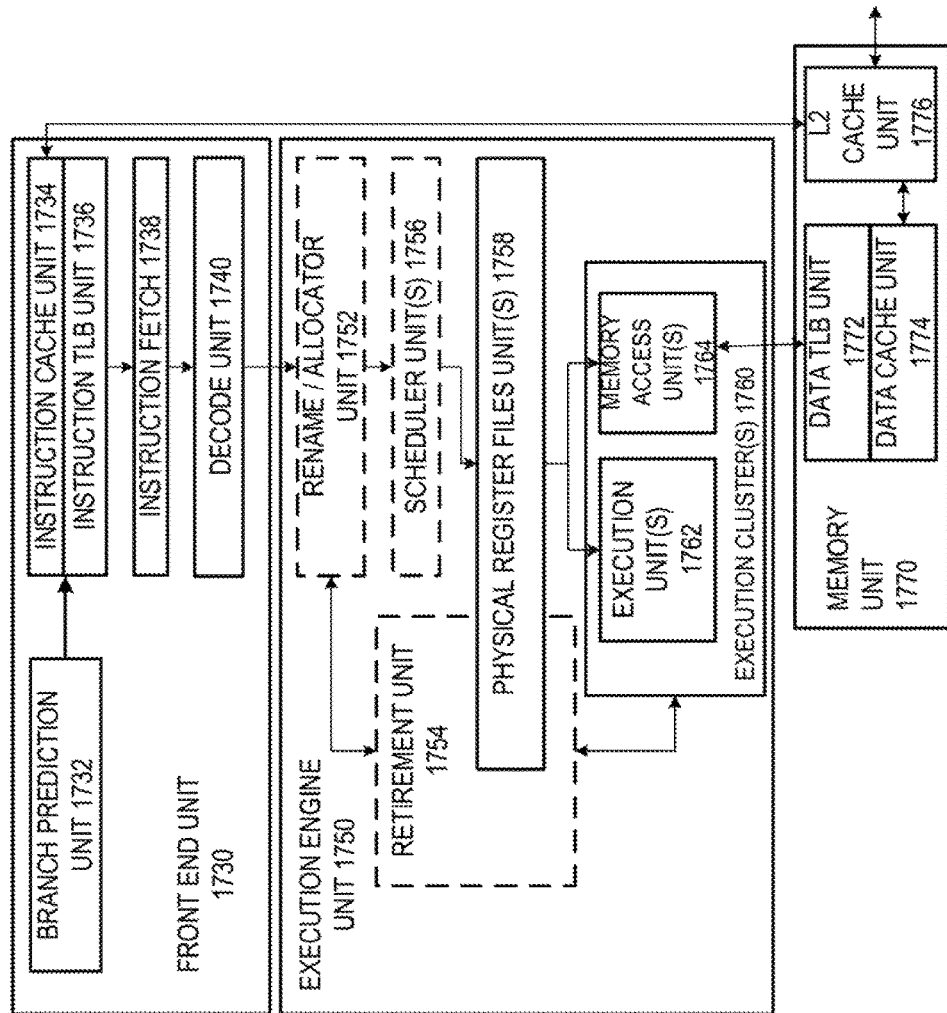 BRANCH PREDICTION
UNIT 1732
INSTRUCTION CACHE UNIT 1734
INSTRUCTION TLB UNIT 1736
INSTRUCTION FETCH 1738
DECODE UNIT 1740
FRONT END UNIT
1730
EXECUTION ENGINE
UNIT 1750
RENAME / ALLOCATOR
UNIT 1752
SCHEDULER UNIT(S) 1756
RETIREMENT UNIT
1754
PHYSICAL REGISTER FILES UNIT(S) 1758
EXECUTION
UNIT(S)
1762
MEMORY
ACCESS
UNIT(S)
1764
EXECUTION CLUSTER(S) 1760
MEMORY
UNIT
1770
DATA TLB UNIT
1772
DATA CACHE UNIT
1774
L2
CACHE
UNIT
1776